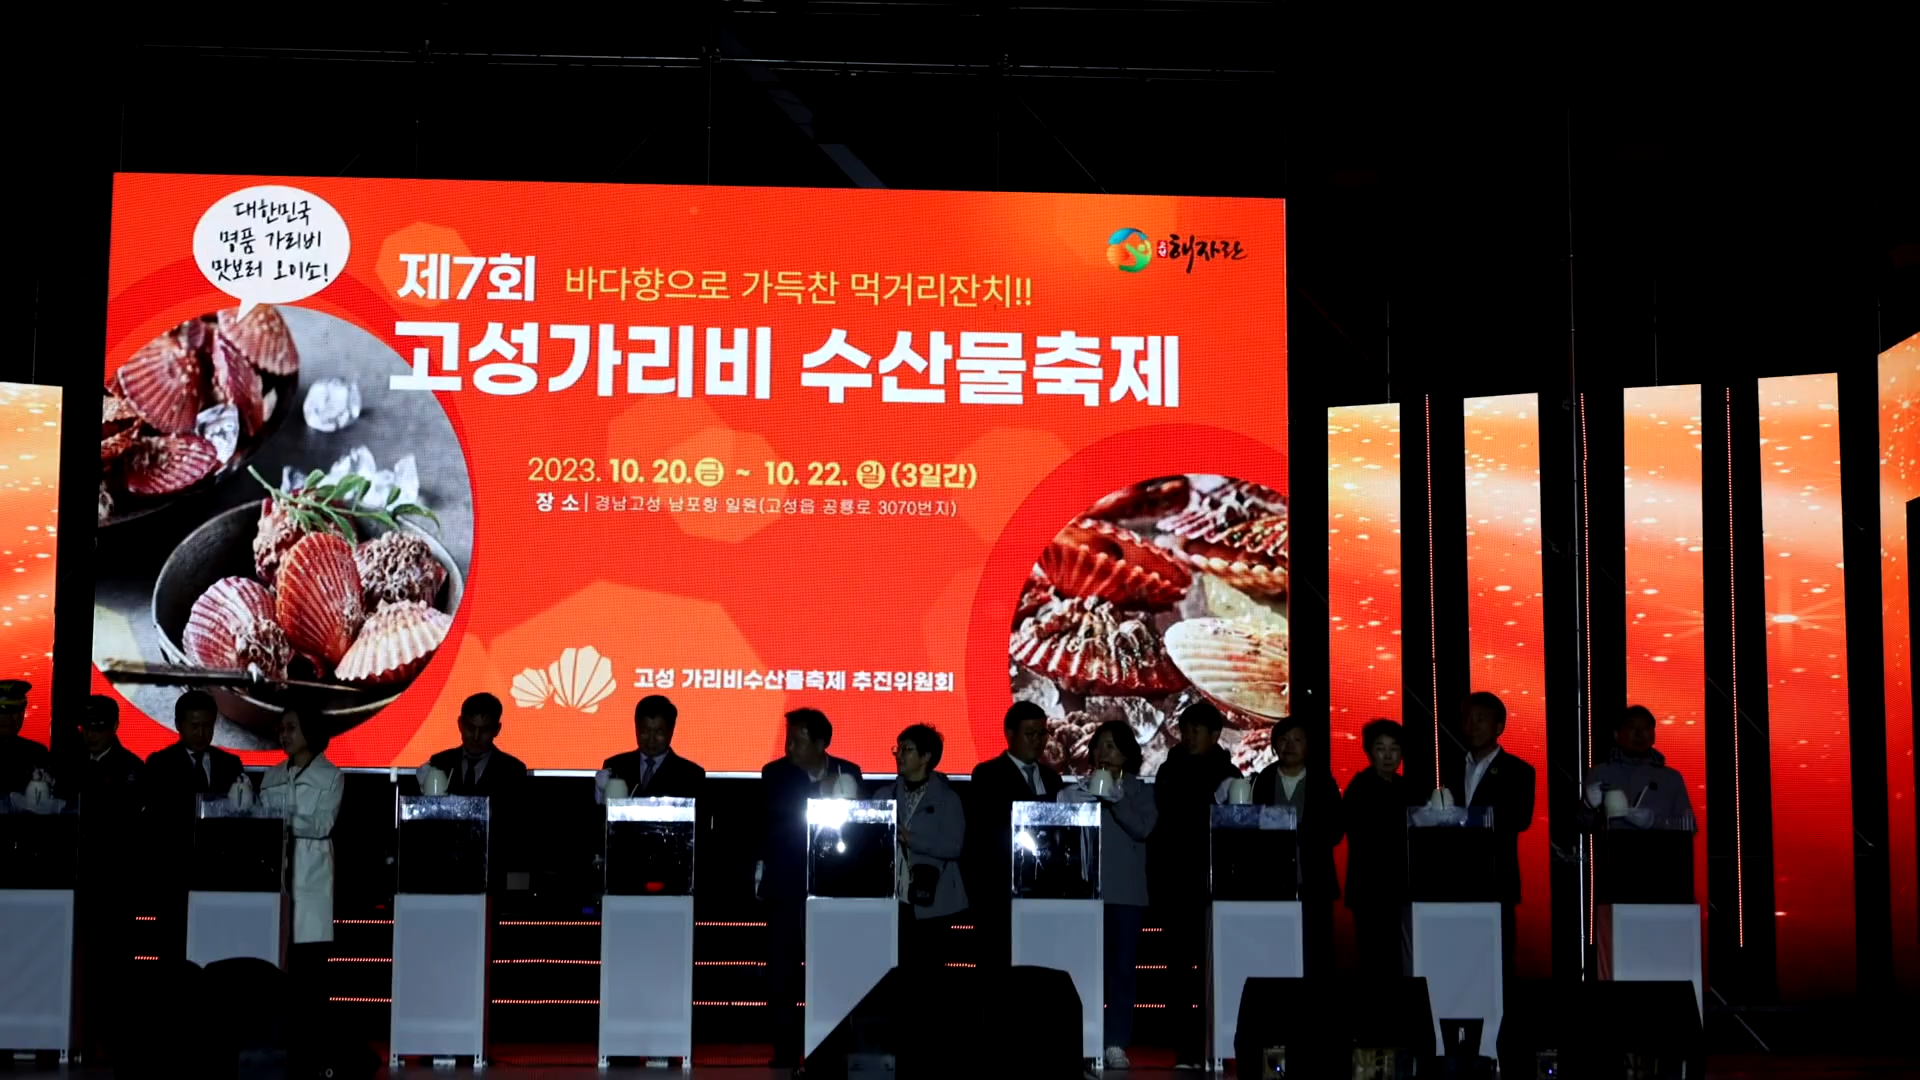 대한민국
명품 가리비
맛보러 오이소!
제7회 바다향으로 가득찬 먹거리잔치!!
고성가리비 수산물축제
해자란
2023. 10. 20.금 ~ 10. 22. 일 (3일간)
장 소 | 경남고성 남포항 일원(고성읍 공룡로 3070번지)
고성 가리비수산물축제 추진위원회